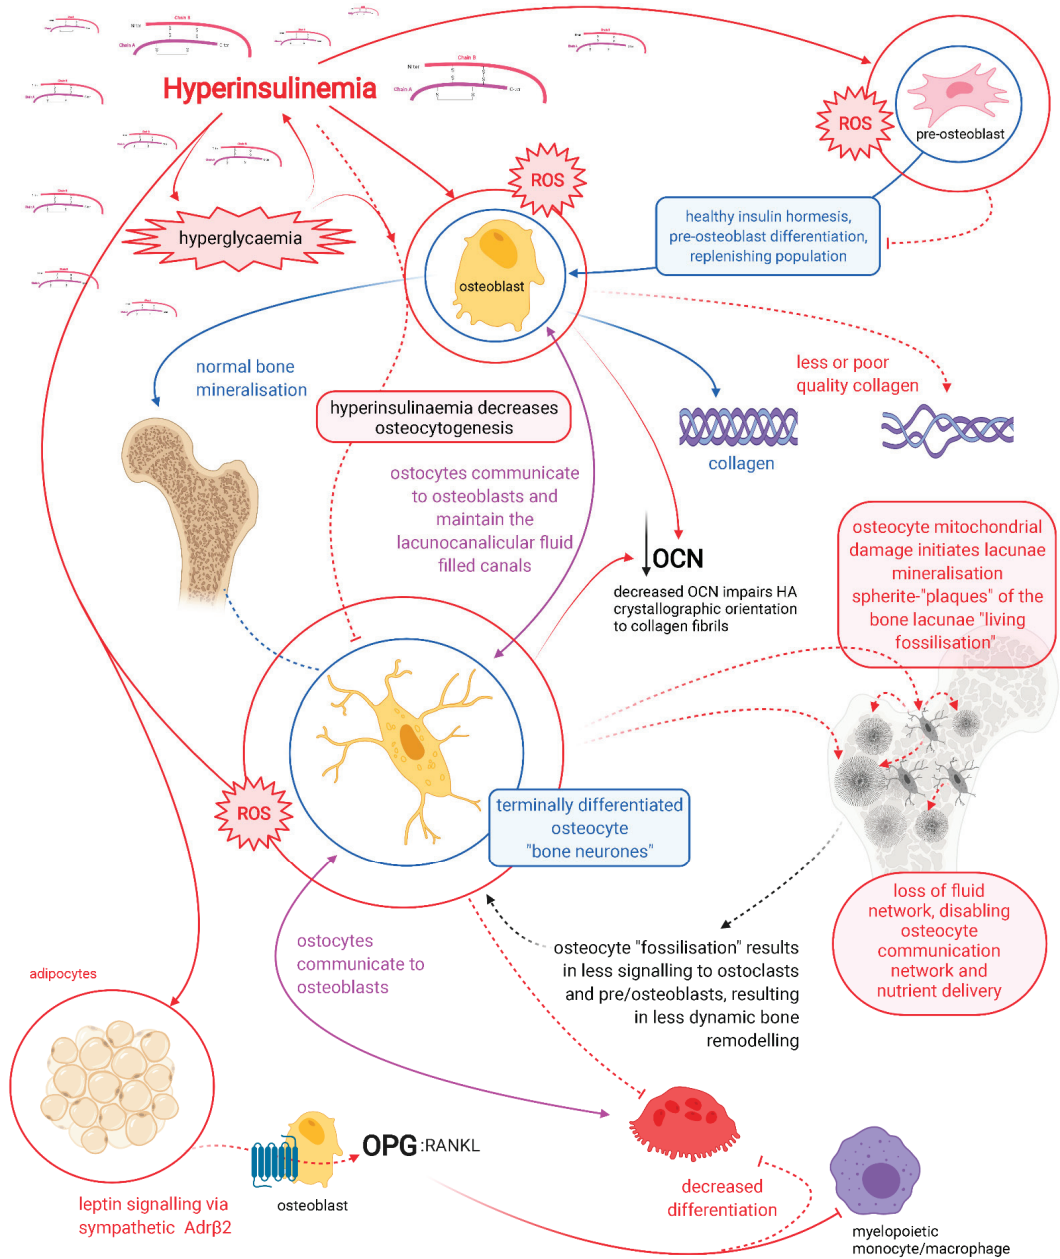 Chain B
N ter
S
S
S
S
Chain A
C-ter
S
S
Chain B
N ter
S
S
S
S
Chain A
C-ter
S
S
Hyperinsulinemia
ROS
pre-osteoblast
ROS
healthy insulin hormesis,
pre-osteoblast differentiation,
replenishing population
hyperglycaemia
osteoblast
normal bone
mineralisation
less or poor
quality collagen
hyperinsulinaemia decreases
osteocytogenesis
collagen
ostocytes communicate
to osteoblasts and
maintain the
lacunocanalicular fluid
filled canals
OCN
decreased OCN impairs HA
crystallographic orientation
to collagen fibrils
osteocyte mitochondrial
damage initiates lacunae
mineralisation
spherite-"plaques" of the
bone lacunae "living
fossilisation"
ROS
terminally differentiated
osteocyte
"bone neurones"
loss of fluid
network, disabling
osteocyte
communication
network and
nutrient delivery
ostocytes
communicate to
osteoblasts
osteocyte "fossilisation" results
in less signalling to ostoclasts
and pre/osteoblasts, resulting
in less dynamic bone
remodelling
adipocytes
OPG:RANKL
osteoblast
leptin signalling via
sympathetic Adrβ2
decreased
differentiation
myelopoietic
monocyte/macrophage